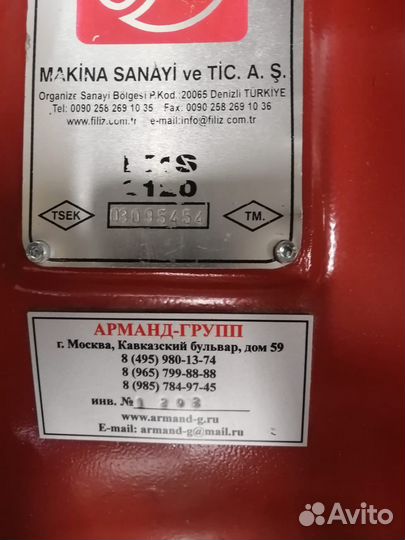 MAKİNA SANAYİ ve TİC. A. Ş.
Organize Sanayi Bölgesi P.Kod.:20065 Denizli TÜRKİYE
Tel: 0090 258 269 10 35 Fax: 0090 258 269 10 36
www.filiz.com.tr e-mail:info@filiz.com.tr
TSEK 03095454 TM.
АРМАНД-ГРУПП
г. Москва, Кавказский бульвар, дом 59
8 (495) 980-13-74
8 (965) 799-88-88
8 (985) 784-97-45
инв. № 1 293
www.armand-g.ru
E-mail: armand-g@mail.ru
Avito